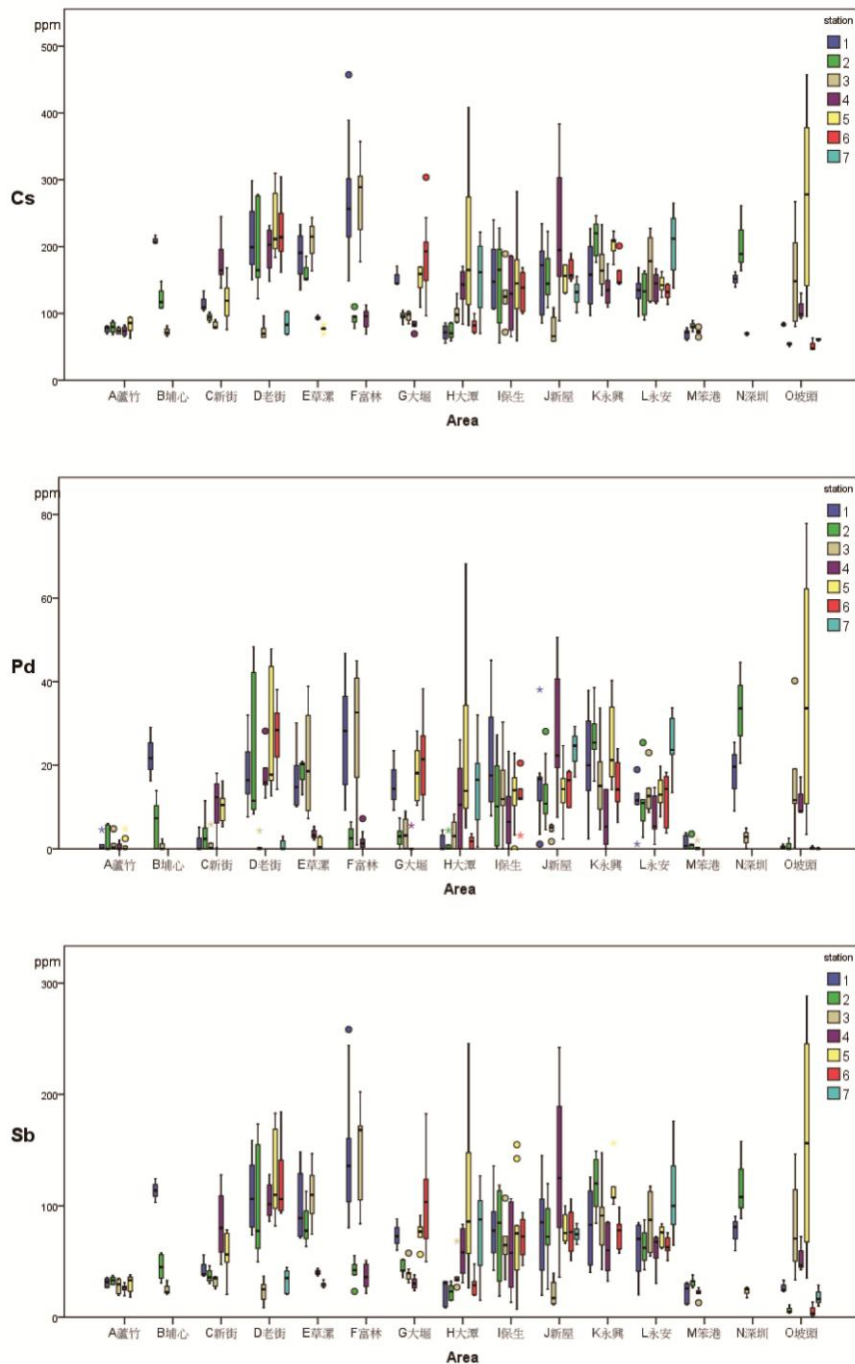 ppm
station
1
2
3
4
5
6
7
500
400
300
200
100
0
Cs
A蘆竹 B埔心 C新街 D老街 E草漯 F富林 G大堀 H大潭 I保生 J新屋 K永興 L永安 M笨港 N深圳 O坡頭
Area
ppm
station
1
2
3
4
5
6
7
80
60
40
20
0
Pd
A蘆竹 B埔心 C新街 D老街 E草漯 F富林 G大堀 H大潭 I保生 J新屋 K永興 L永安 M笨港 N深圳 O坡頭
Area
ppm
station
1
2
3
4
5
6
7
300
200
100
0
Sb
A蘆竹 B埔心 C新街 D老街 E草漯 F富林 G大堀 H大潭 I保生 J新屋 K永興 L永安 M笨港 N深圳 O坡頭
Area